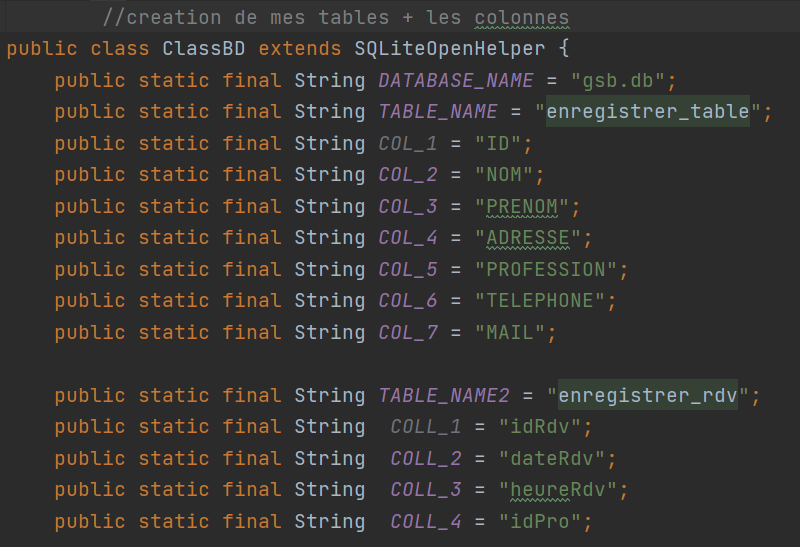 //creation de mes tables + les colonnes
public class ClassBD extends SQLiteOpenHelper {
public static final String DATABASE_NAME = "gsb.db";
public static final String TABLE_NAME = "enregistrer_table";
public static final String COL_1 = "ID";
public static final String COL_2 = "NOM";
public static final String COL_3 = "PRENOM";
public static final String COL_4 = "ADRESSE";
public static final String COL_5 = "PROFESSION";
public static final String COL_6 = "TELEPHONE";
public static final String COL_7 = "MAIL";
public static final String TABLE_NAME2 = "enregistrer_rdv";
public static final String COLL_1 = "idRdv";
public static final String COLL_2 = "dateRdv";
public static final String COLL_3 = "heureRdv";
public static final String COLL_4 = "idPro";